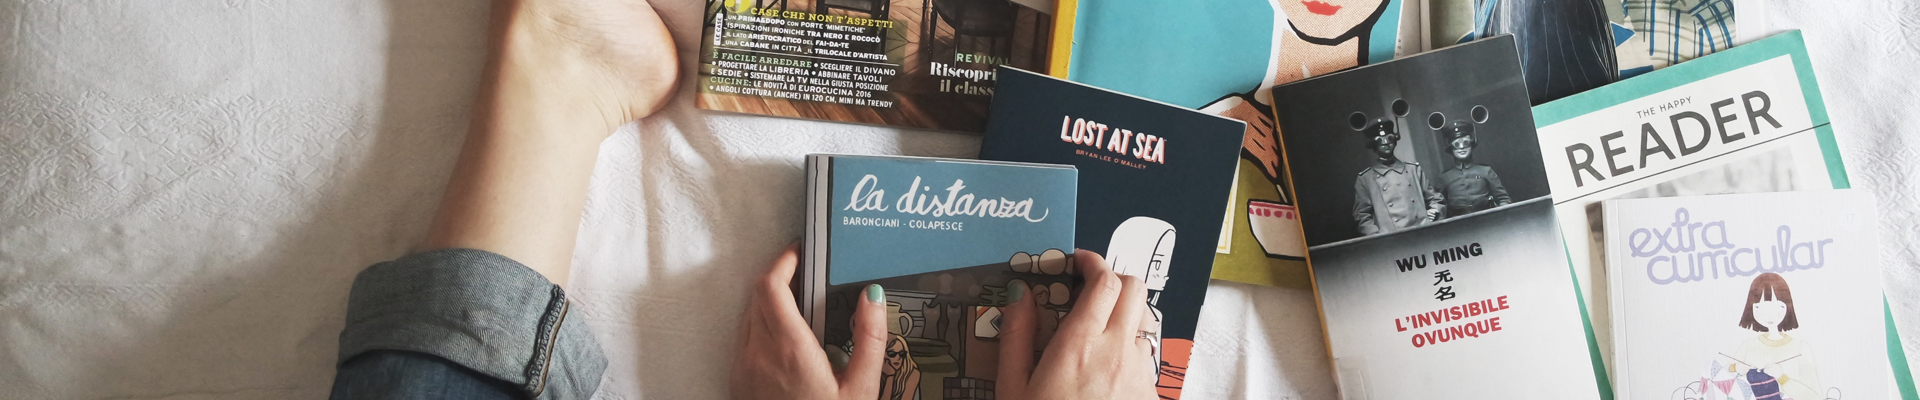 CASE CHE NON T'ASPETTI
UN PRIMAEDOPO CON PORTE 'MIMETICHE'
ISPIRAZIONI IRONICHE TRA NERO E ROCOCÒ
IL LATO ARISTOCRATICO DEL FAI-DA-TE
UNA CABANE IN CITTÀ _IL TRILOCALE D'ARTISTA
È FACILE ARREDARE • SCEGLIERE IL DIVANO
• PROGETTARE LA LIBRERIA • ABBINARE TAVOLI
E SEDIE • SISTEMARE LA TV NELLA GIUSTA POSIZIONE
CUCINE: LE NOVITÀ DI EUROCUCINA 2016
• ANGOLI COTTURA (ANCHE) IN 120 CM, MINI MA TRENDY
REVIVAL
Riscopri
il class
LOST AT SEA
BRYAN LEE O'MALLEY
la distanza
BARONCIANI - COLAPESCE
WU MING
无
名
L'INVISIBILE
OVUNQUE
THE HAPPY
READER
extra
curricular